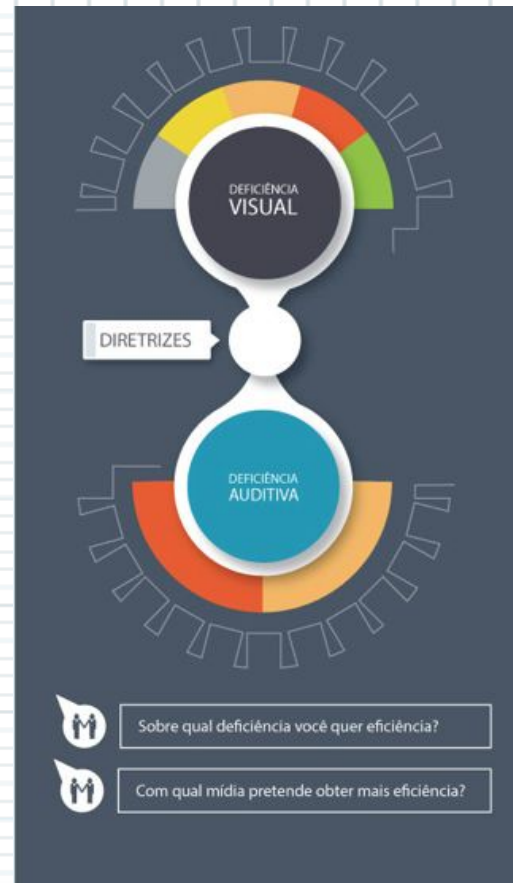 DEFICIÊNCIA
VISUAL
DIRETRIZES
DEFICIÊNCIA
AUDITIVA
Sobre qual deficiência você quer eficiência?
Com qual mídia pretende obter mais eficiência?